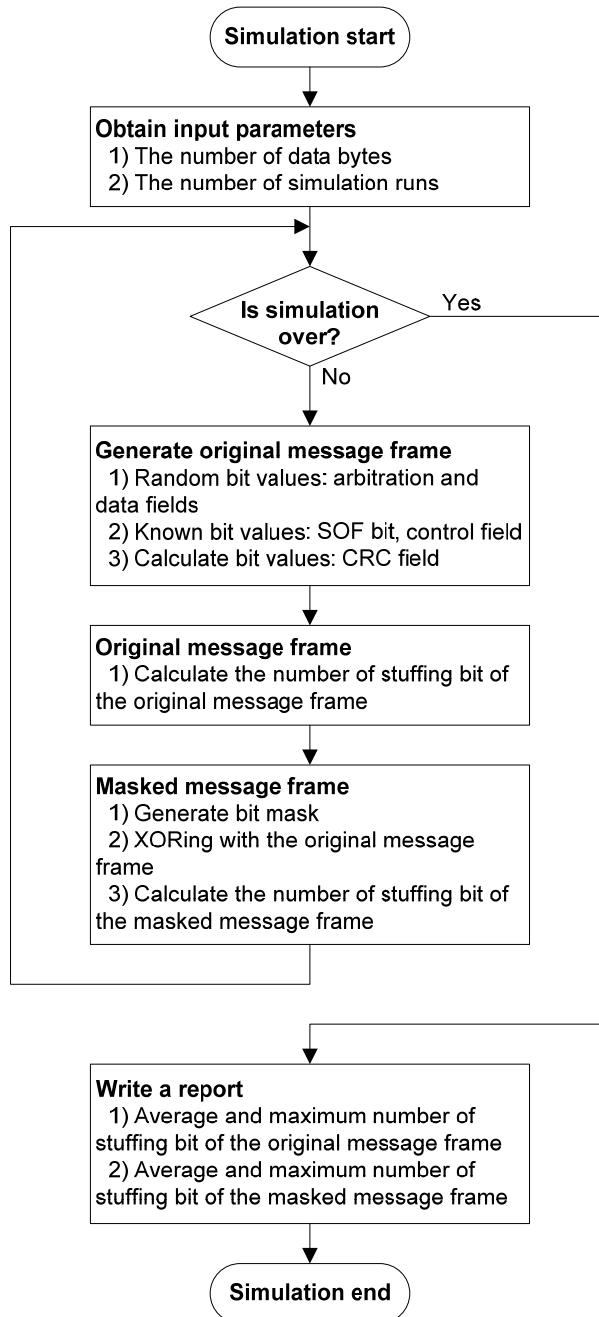 Simulation start
Obtain input parameters
1) The number of data bytes
2) The number of simulation runs
Is simulation
over?
Yes
No
Generate original message frame
1) Random bit values: arbitration and
data fields
2) Known bit values: SOF bit, control field
3) Calculate bit values: CRC field
Original message frame
1) Calculate the number of stuffing bit of
the original message frame
Masked message frame
1) Generate bit mask
2) XORing with the original message
frame
3) Calculate the number of stuffing bit of
the masked message frame
Write a report
1) Average and maximum number of
stuffing bit of the original message frame
2) Average and maximum number of
stuffing bit of the masked message frame
Simulation end